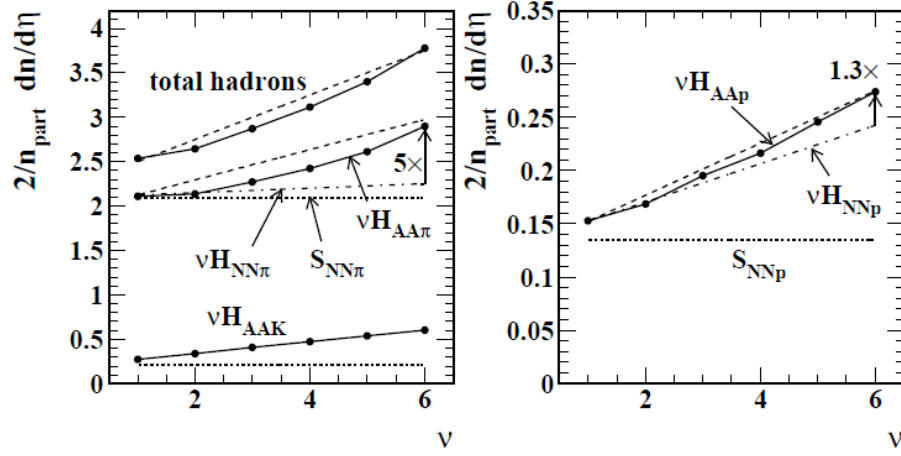 2/n_part dn/dη
4
3.5
3
2.5
2
1.5
1
0.5
0
total hadrons
5×
νH_AAπ
νH_NNπ
S_NNπ
νH_AAK
2
4
6
ν
2/n_part dn/dη
0.35
0.3
0.25
0.2
0.15
0.1
0.05
0
1.3×
νH_AAp
νH_NNp
S_NNp
2
4
6
ν